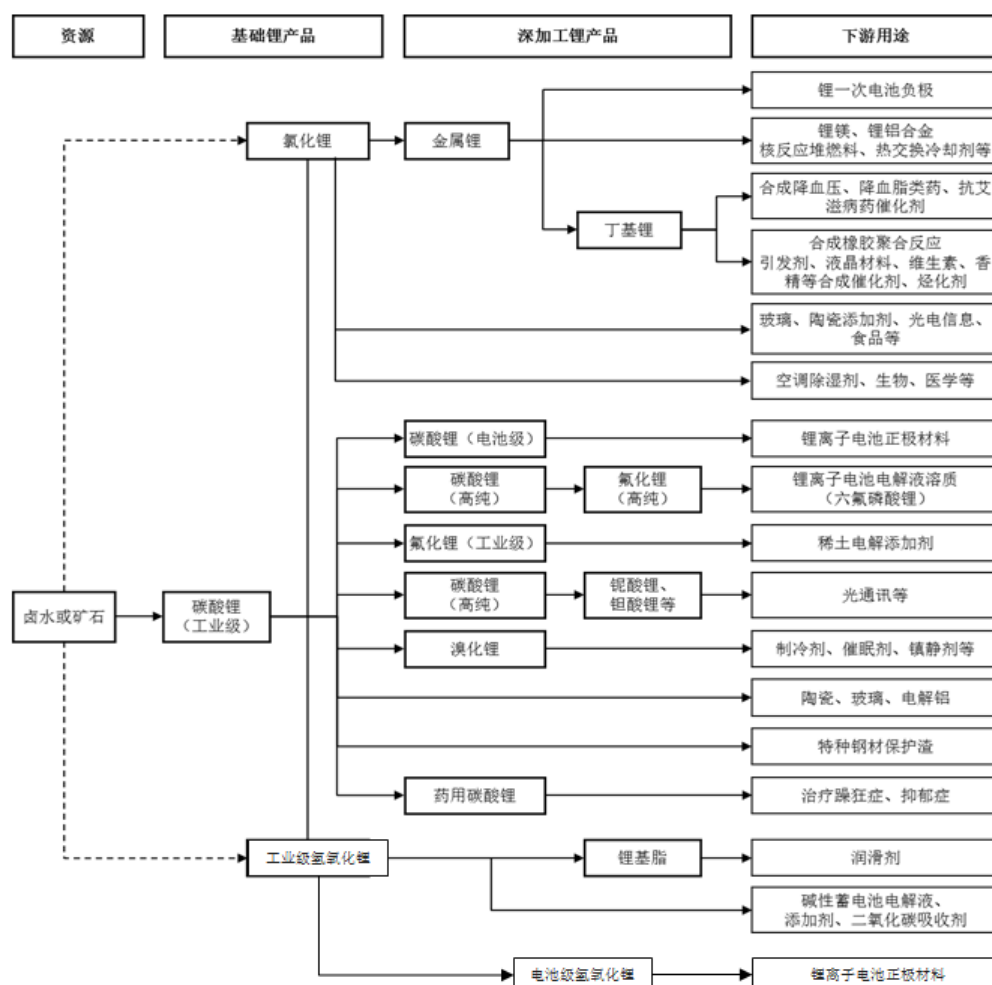 资源
基础锂产品
深加工锂产品
下游用途
锂一次电池负极
氯化锂
金属锂
锂镁、锂铝合金
核反应堆燃料、热交换冷却剂等
合成降血压、降血脂类药、抗艾
滋病药催化剂
丁基锂
合成橡胶聚合反应
引发剂、液晶材料、维生素、香
精等合成催化剂、烃化剂
玻璃、陶瓷添加剂、光电信息、
食品等
空调除湿剂、生物、医学等
碳酸锂（电池级）
锂离子电池正极材料
碳酸锂
（高纯）
氟化锂
（高纯）
锂离子电池电解液溶质
（六氟磷酸锂）
氟化锂（工业级）
稀土电解添加剂
卤水或矿石
碳酸锂
（工业级）
碳酸锂
（高纯）
铌酸锂、
钽酸锂等
光通讯等
溴化锂
制冷剂、催眠剂、镇静剂等
陶瓷、玻璃、电解铝
特种钢材保护渣
药用碳酸锂
治疗躁狂症、抑郁症
工业级氢氧化锂
锂基脂
润滑剂
碱性蓄电池电解液、
添加剂、二氧化碳吸收剂
电池级氢氧化锂
锂离子电池正极材料